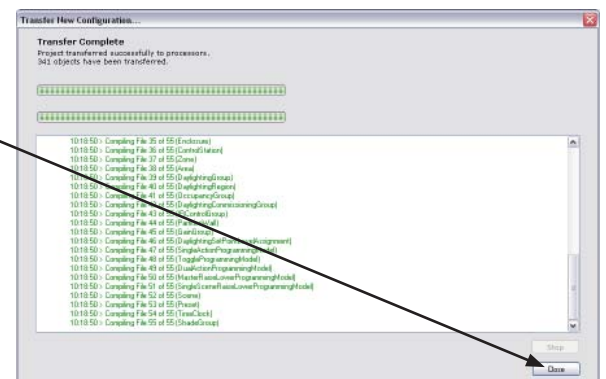 Transfer New Configuration...
Transfer Complete
Project transferred successfully to processors.
341 objects have been transferred.
10:18:50 > Compiling File 35 of 55 (Enclosure)
10:18:50 > Compiling File 36 of 55 (ControlStation)
10:18:50 > Compiling File 37 of 55 (Zone)
10:18:50 > Compiling File 38 of 55 (Area)
10:18:50 > Compiling File 39 of 55 (DaylightingGroup)
10:18:50 > Compiling File 40 of 55 (DaylightingRegion)
10:18:50 > Compiling File 41 of 55 (OccupancyGroup)
10:18:50 > Compiling File 42 of 55 (DaylightingCommissioningGroup)
10:18:50 > Compiling File 43 of 55
10:18:50 > Compiling File 44 of 55
10:18:50 > Compiling File 45 of 55 (GainGroup)
10:18:50 > Compiling File 46 of 55
10:18:50 > Compiling File 47 of 55 (SingleActionProgrammingModel)
10:18:50 > Compiling File 48 of 55 (ToggleProgrammingModel)
10:18:50 > Compiling File 49 of 55 (DualActionProgrammingModel)
10:18:50 > Compiling File 50 of 55 (MasterRaiseLowerProgrammingModel)
10:18:50 > Compiling File 51 of 55 (SingleSceneRaiseLowerProgrammingModel)
10:18:50 > Compiling File 52 of 55 (Scene)
10:18:50 > Compiling File 53 of 55 (Preset)
10:18:50 > Compiling File 54 of 55 (TimeClock)
10:18:50 > Compiling File 55 of 55 (ShadeGroup)
Stop
Close